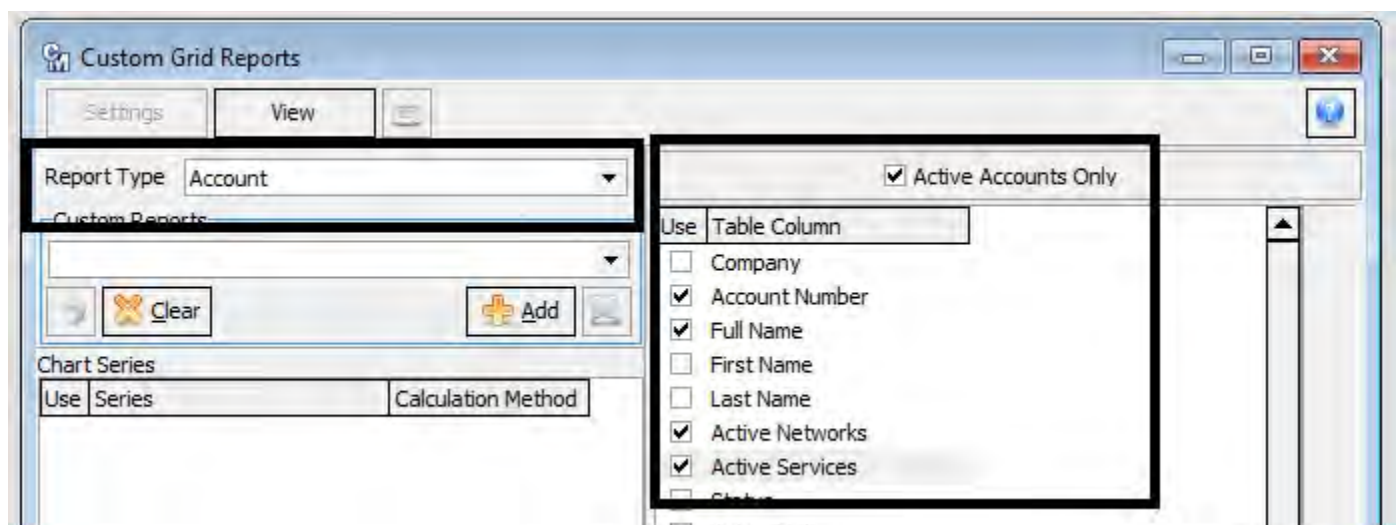 Custom Grid Reports
Settings View
Report Type Account
Active Accounts Only
Custom Reports
Clear Add
Chart Series
Use Series Calculation Method
Use Table Column
Company
Account Number
Full Name
First Name
Last Name
Active Networks
Active Services
Status